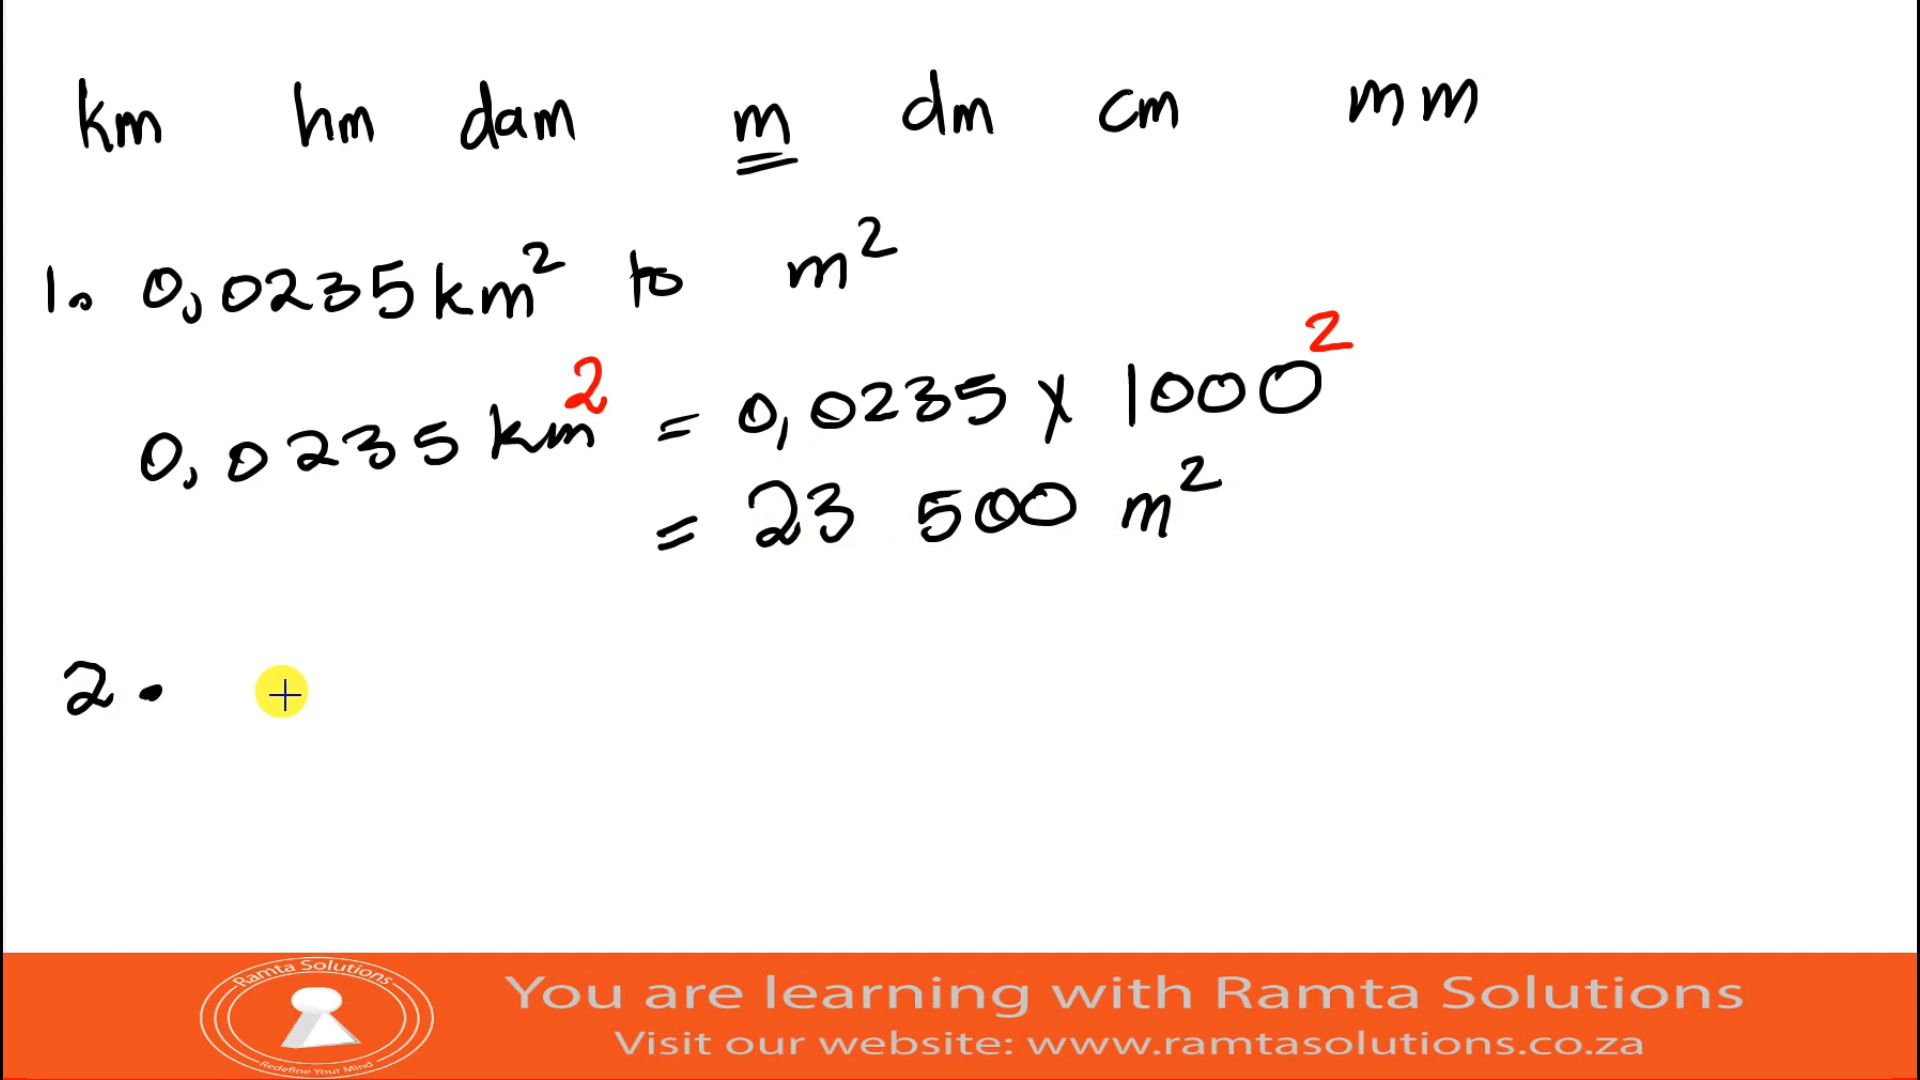 km hm dam m dm cm mm
1. 0,0235 km² to m²
0,0235 km² = 0,0235 x 1000²
= 23 500 m²
2.
Ramta Solutions
Redefine Your Mind
You are learning with Ramta Solutions
Visit our website: www.ramtasolutions.co.za